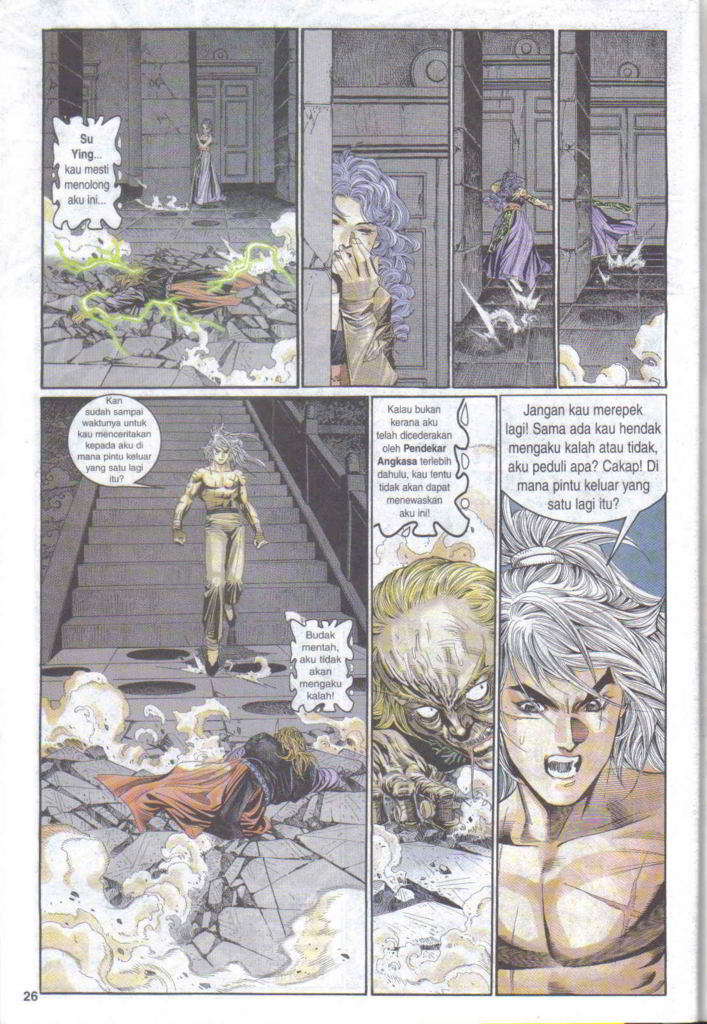 Su
Ying...
kau mesti
menolong
aku ini...
Kan
sudah sampai
waktunya untuk
kau menceritakan
kepada aku di
mana pintu keluar
yang satu lagi
itu?
Budak
mentah,
aku tidak
akan
mengaku
kalah!
Kalau bukan
kerana aku
telah dicederakan
oleh Pendekar
Angkasa terlebih
dahulu, kau tentu
tidak akan dapat
menewaskan
aku ini!
Jangan kau merepek
lagi! Sama ada kau hendak
mengaku kalah atau tidak,
aku peduli apa? Cakap! Di
mana pintu keluar yang
satu lagi itu?
26